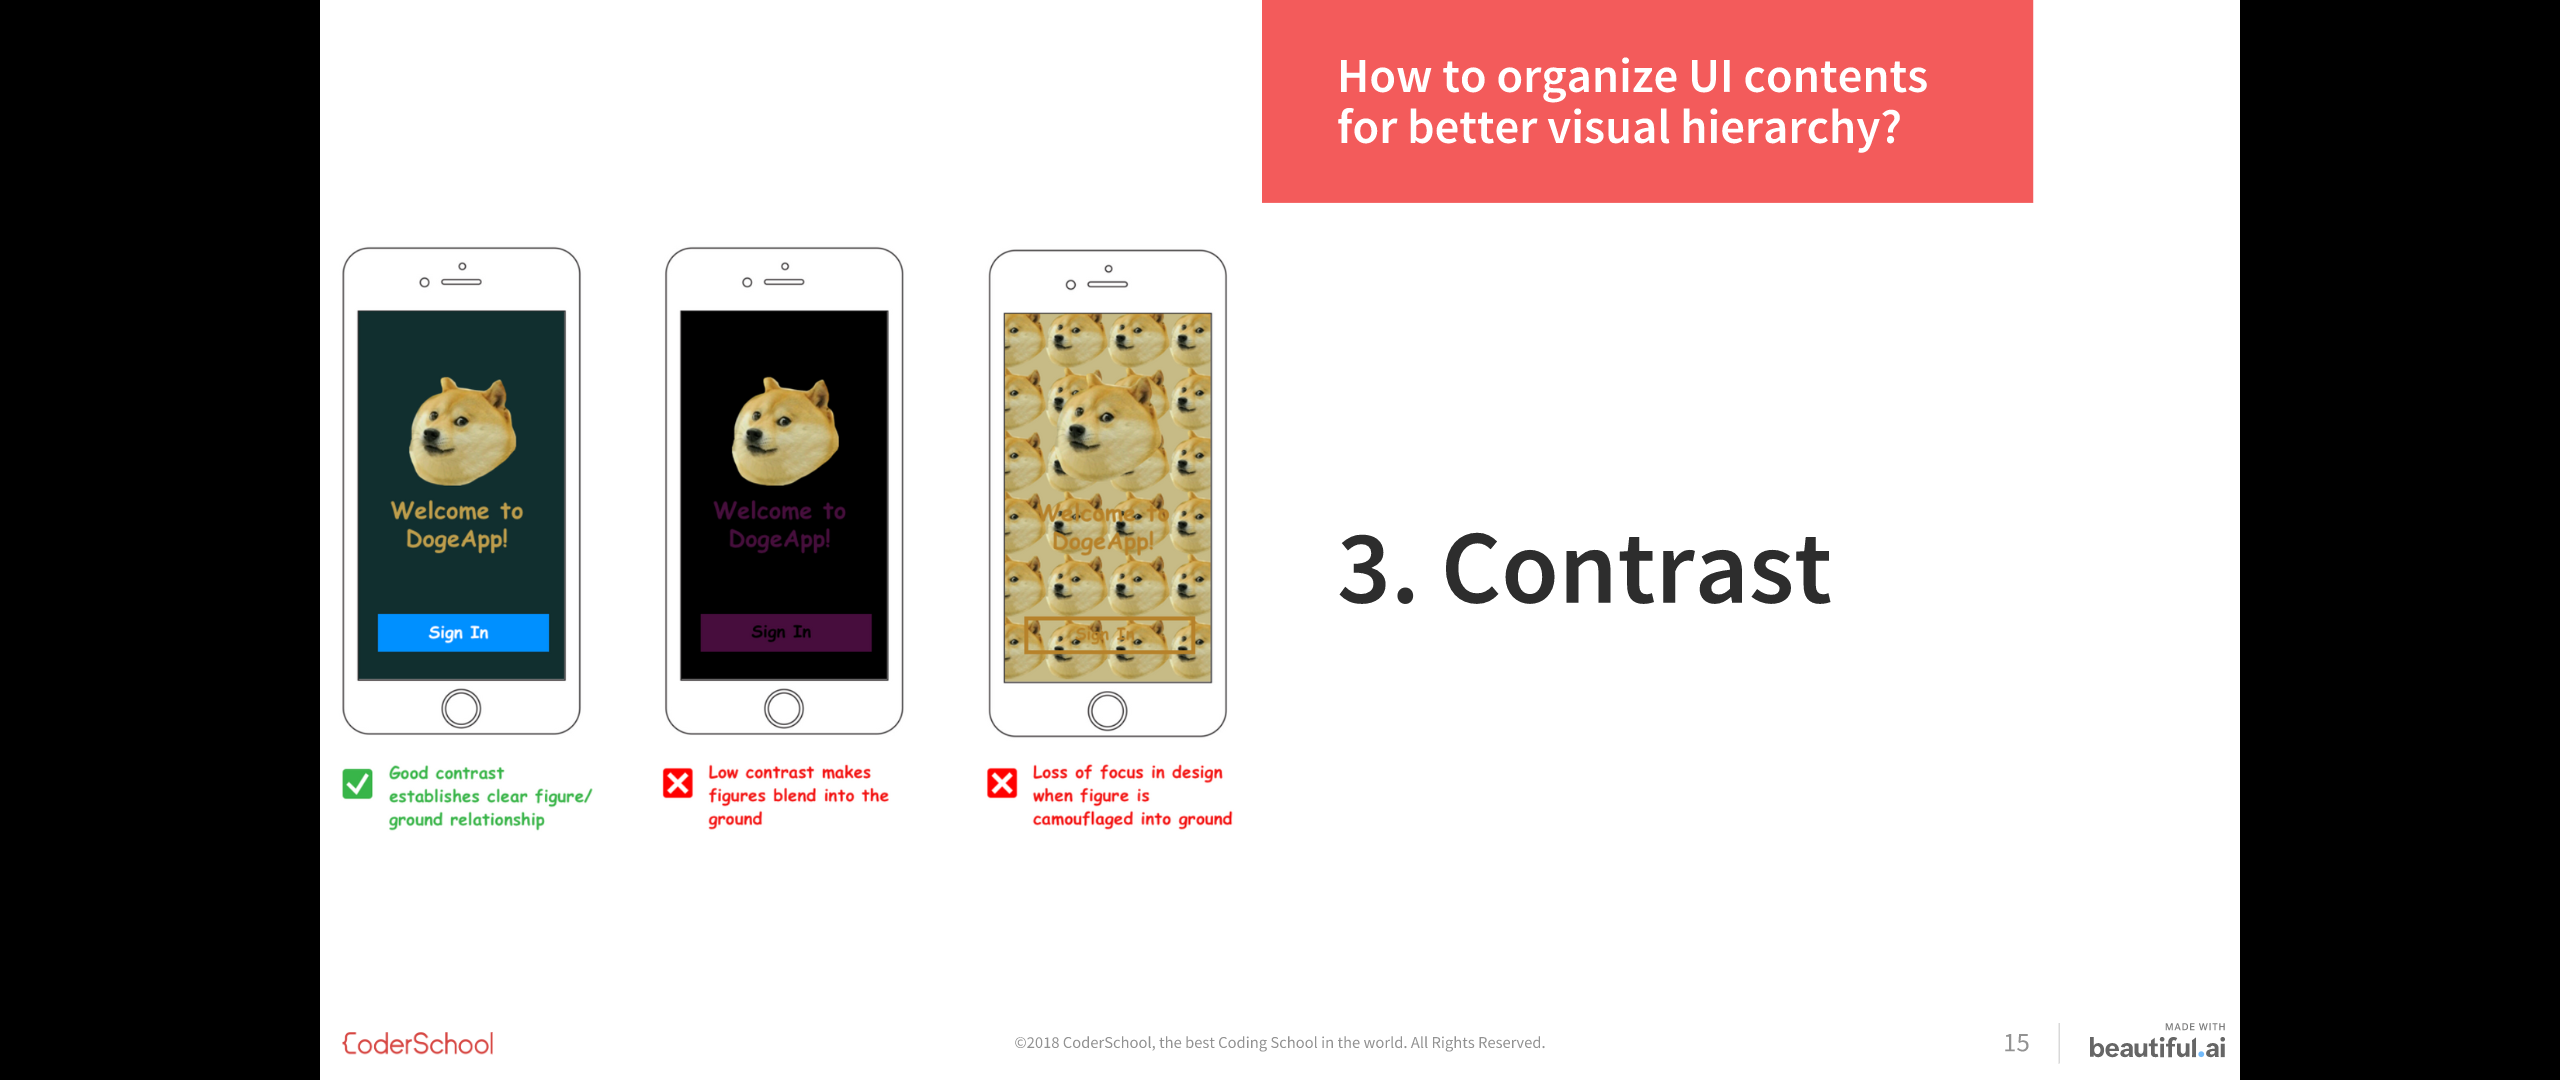 How to organize UI contents
for better visual hierarchy?
Welcome to
DogeApp!
Sign In
Good contrast
establishes clear figure/
ground relationship
Welcome to
DogeApp!
Sign In
Low contrast makes
figures blend into the
ground
Welcome to
DogeApp!
Sign In
Loss of focus in design
when figure is
camouflaged into ground
3. Contrast
CoderSchool
©2018 CoderSchool, the best Coding School in the world. All Rights Reserved.
15
MADE WITH
beautiful.ai